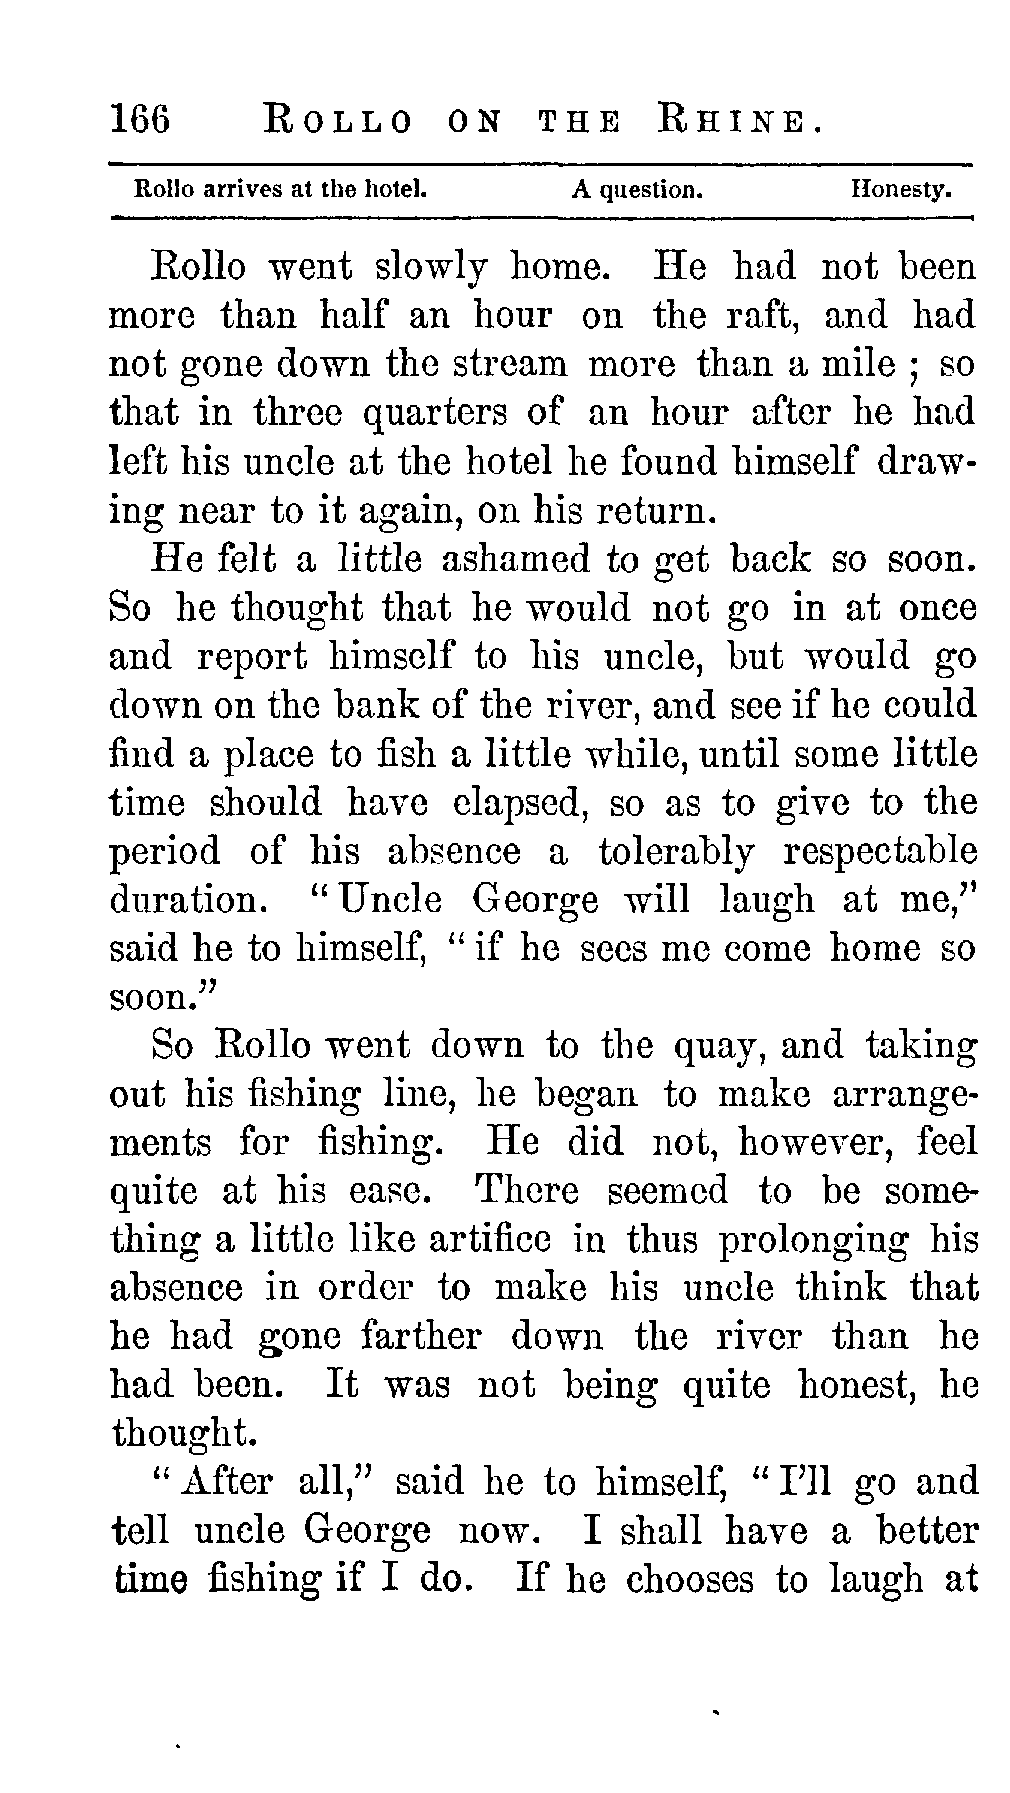 166 ROLLO ON THE RHINE.
Rollo arrives at the hotel. A question. Honesty.
Rollo went slowly home. He had not been
more than half an hour on the raft, and had
not gone down the stream more than a mile ; so
that in three quarters of an hour after he had
left his uncle at the hotel he found himself draw-
ing near to it again, on his return.
He felt a little ashamed to get back so soon.
So he thought that he would not go in at once
and report himself to his uncle, but would go
down on the bank of the river, and see if he could
find a place to fish a little while, until some little
time should have elapsed, so as to give to the
period of his absence a tolerably respectable
duration. “Uncle George will laugh at me,”
said he to himself, “if he sees me come home so
soon.”
So Rollo went down to the quay, and taking
out his fishing line, he began to make arrange-
ments for fishing. He did not, however, feel
quite at his ease. There seemed to be some-
thing a little like artifice in thus prolonging his
absence in order to make his uncle think that
he had gone farther down the river than he
had been. It was not being quite honest, he
thought.
“After all,” said he to himself, “I’ll go and
tell uncle George now. I shall have a better
time fishing if I do. If he chooses to laugh at